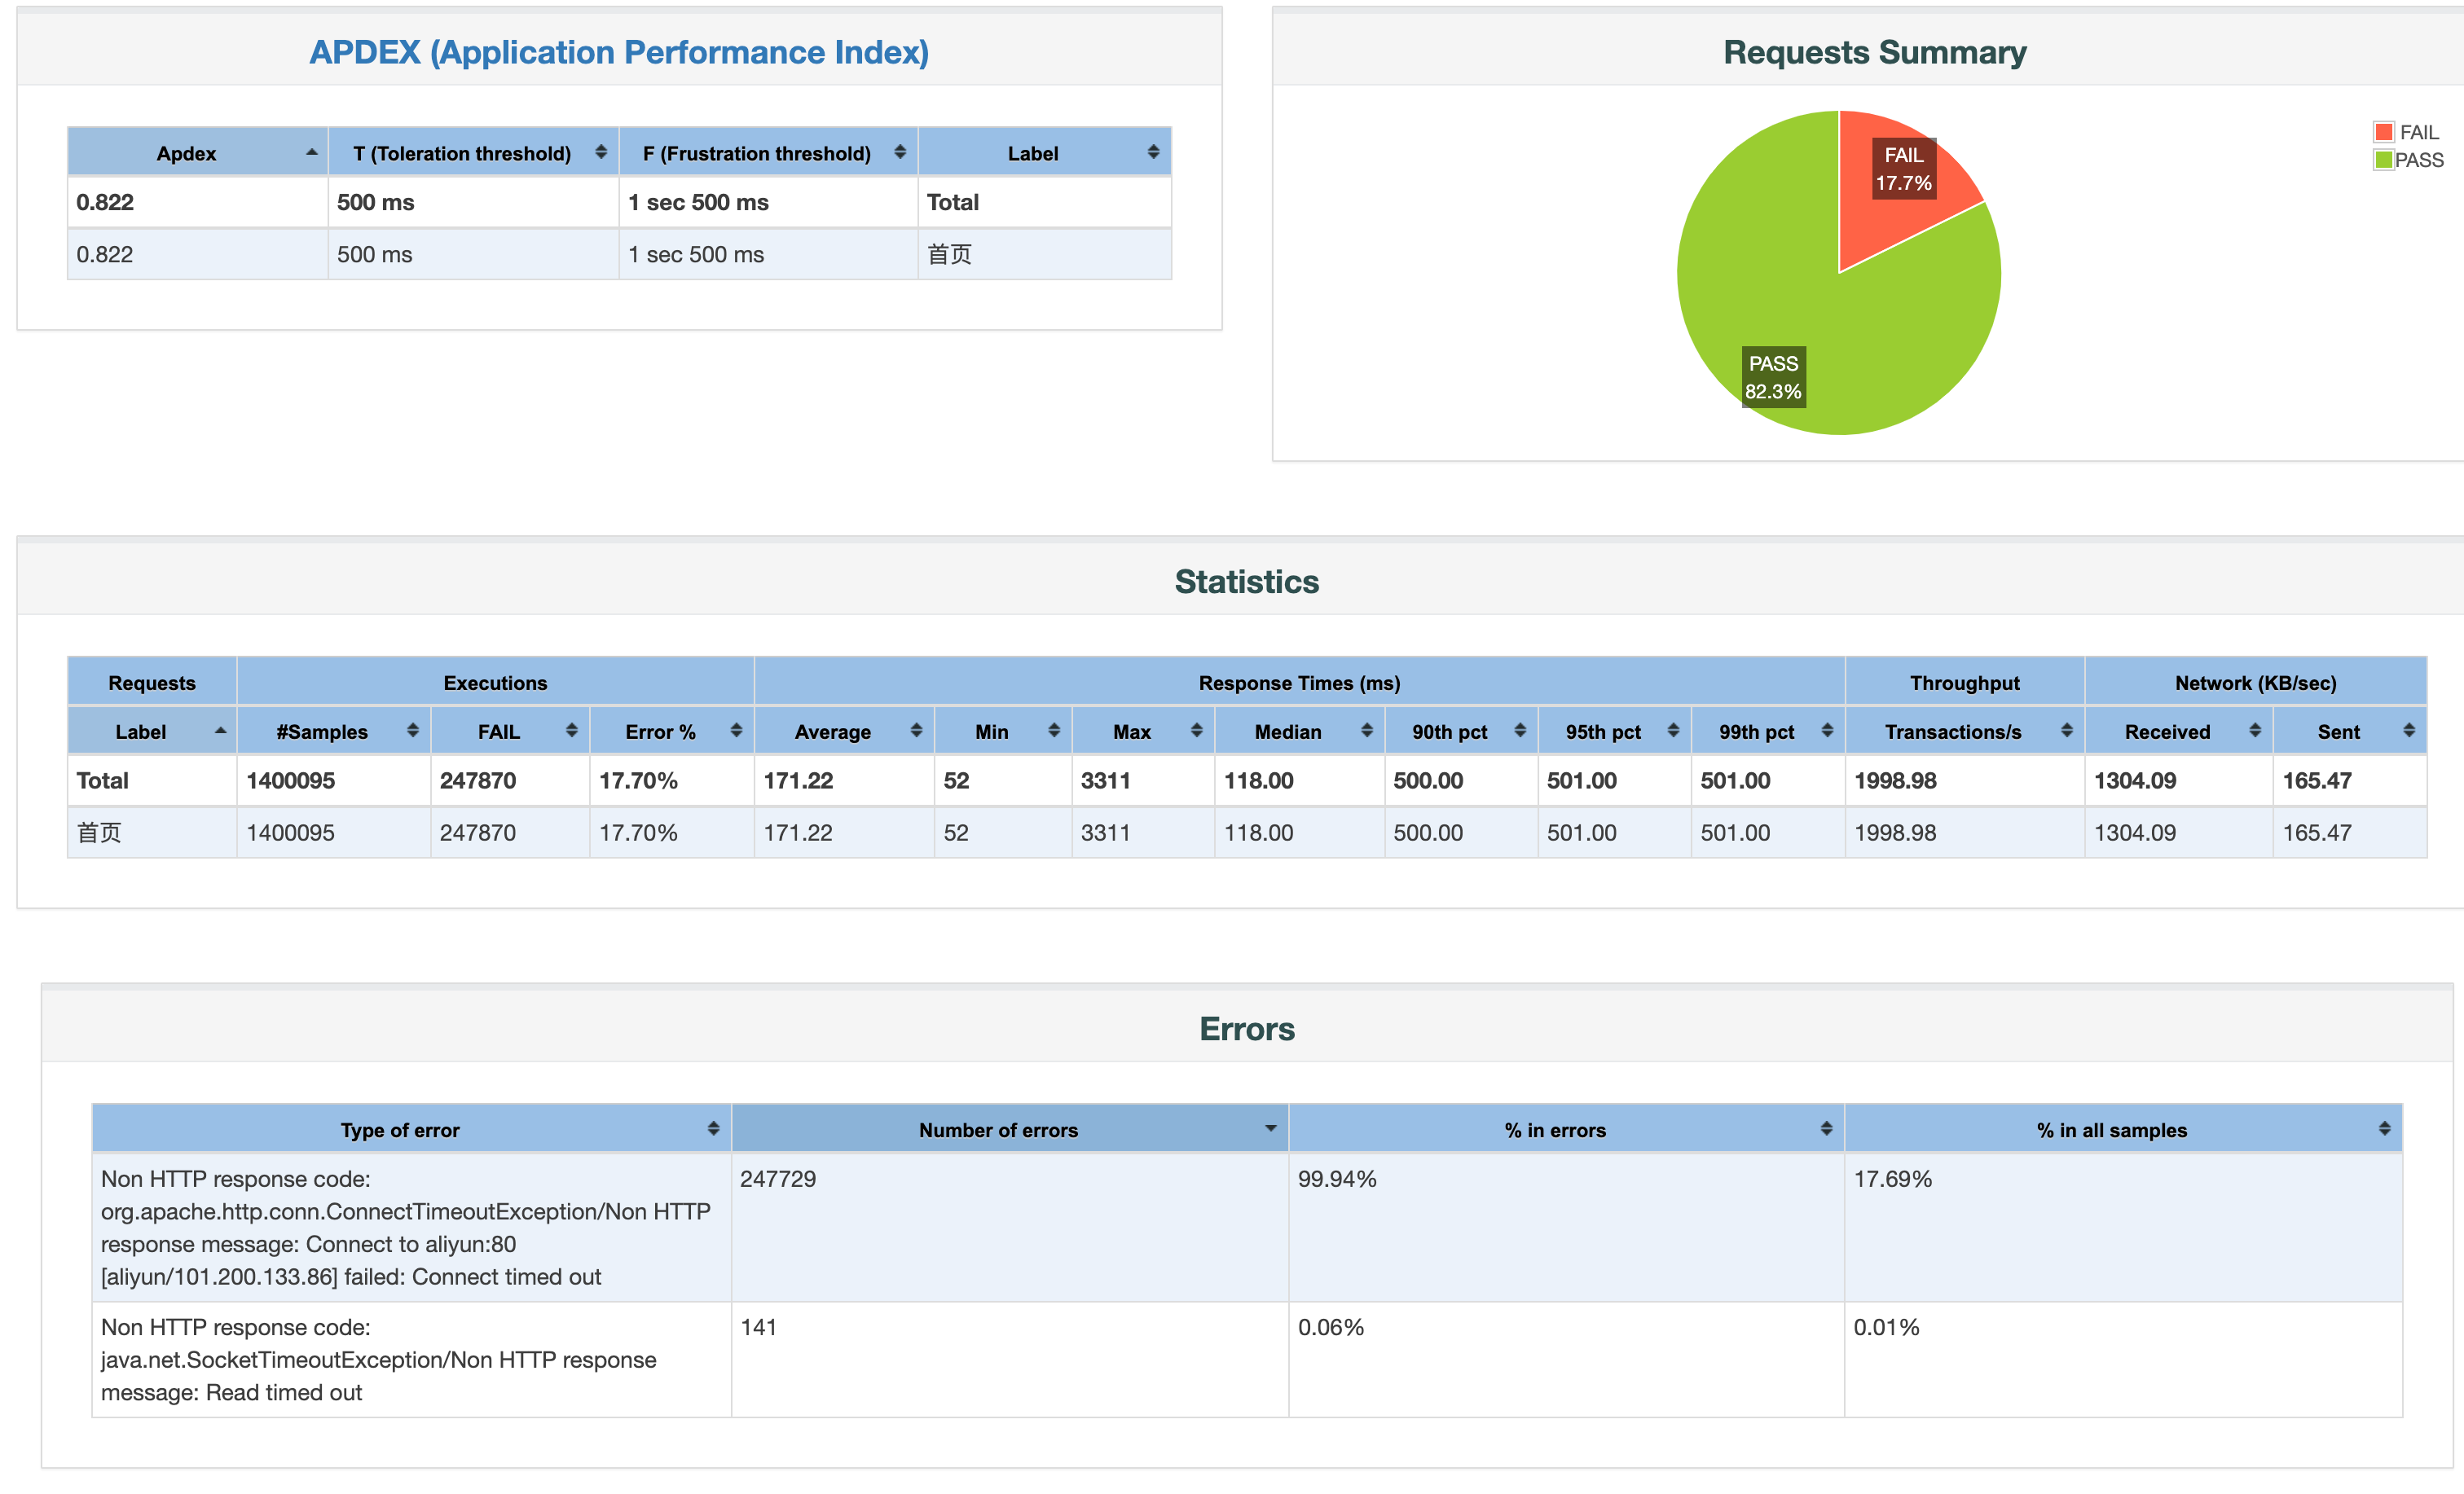 APDEX (Application Performance Index)
Apdex T (Toleration threshold) F (Frustration threshold) Label
0.822 500 ms 1 sec 500 ms Total
0.822 500 ms 1 sec 500 ms 首页
Requests Summary
FAIL
PASS
FAIL
17.7%
PASS
82.3%
Statistics
Requests Executions Response Times (ms) Throughput Network (KB/sec)
Label #Samples FAIL Error % Average Min Max Median 90th pct 95th pct 99th pct Transactions/s Received Sent
Total 1400095 247870 17.70% 171.22 52 3311 118.00 500.00 501.00 501.00 1998.98 1304.09 165.47
首页 1400095 247870 17.70% 171.22 52 3311 118.00 500.00 501.00 501.00 1998.98 1304.09 165.47
Errors
Type of error Number of errors % in errors % in all samples
Non HTTP response code: 247729 99.94% 17.69%
org.apache.http.conn.ConnectTimeoutException/Non HTTP
response message: Connect to aliyun:80
[aliyun/101.200.133.86] failed: Connect timed out
Non HTTP response code: 141 0.06% 0.01%
java.net.SocketTimeoutException/Non HTTP response
message: Read timed out